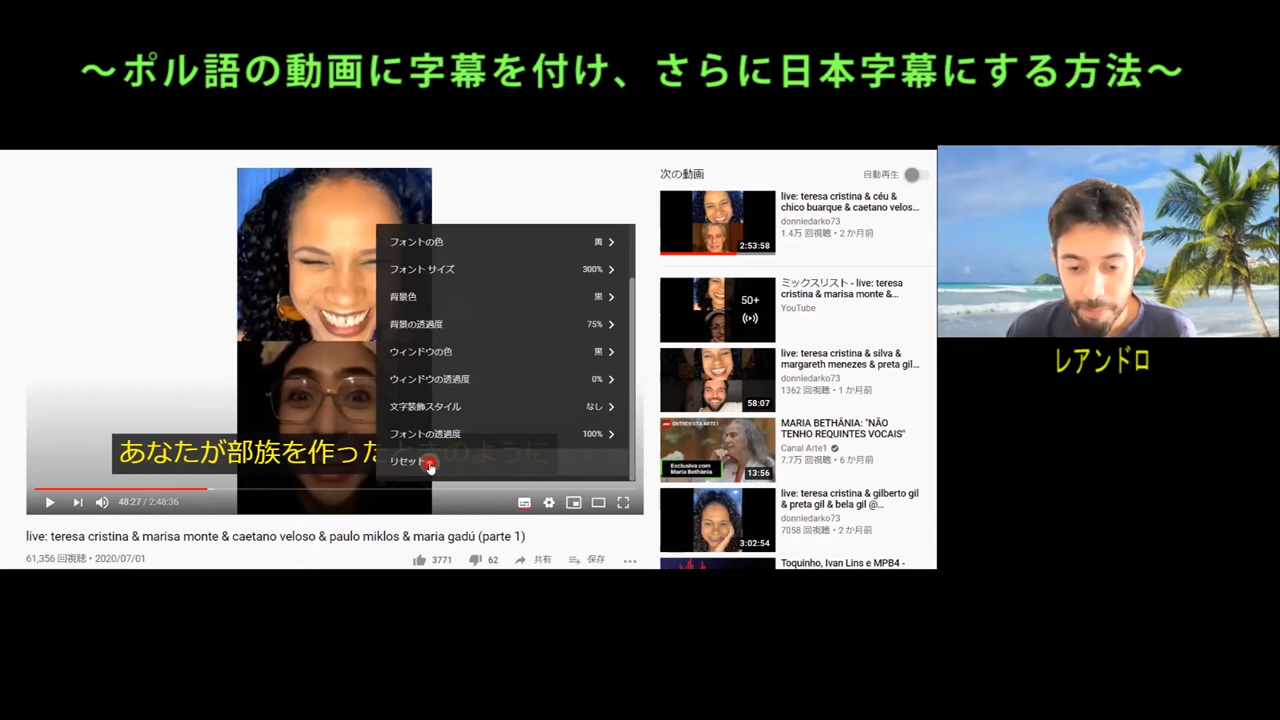 ～ポル語の動画に字幕を付け、さらに日本字幕にする方法～
フォントの色 黄
フォント サイズ 300%
背景色 黒
背景の透過度 75%
ウィンドウの色 黒
ウィンドウの透過度 0%
文字装飾スタイル なし
フォントの透過度 100%
リセット
あなたが部族を作ったときのように
48:27 / 2:48:36
live: teresa cristina & marisa monte & caetano veloso & paulo miklos & maria gadú (parte 1)
61,356 回視聴・2020/07/01
3771
62
共有
保存
次の動画
自動再生
live: teresa cristina & céu &
chico buarque & caetano velos...
donniedarko73
1.4万 回視聴・2 か月前
2:53:58
ミックスリスト - live: teresa
cristina & marisa monte &...
YouTube
50+
live: teresa cristina & silva &
margareth menezes & preta gil...
donniedarko73
1362 回視聴・1 か月前
58:07
MARIA BETHÂNIA: "NÃO
TENHO REQUINTES VOCAIS"
Canal Arte1
7.7万 回視聴・6 か月前
ENTREVISTA ARTE1
Exclusiva com
Maria Bethânia
13:56
live: teresa cristina & gilberto gil
& preta gil & bela gil @...
donniedarko73
7058 回視聴・2 か月前
3:02:54
Toquinho, Ivan Lins e MPB4 -
レアンドロ